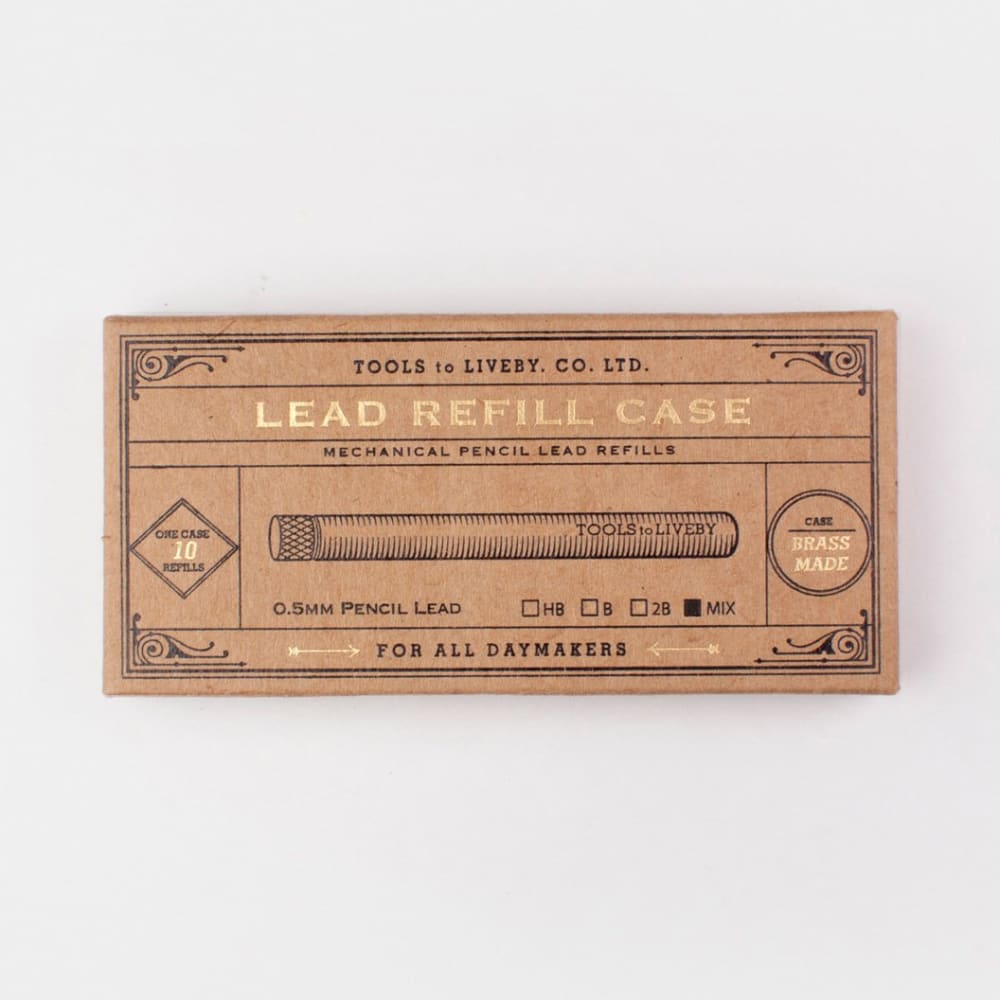 TOOLS to LIVEBY. CO. LTD.
LEAD REFILL CASE
MECHANICAL PENCIL LEAD REFILLS
ONE CASE
10
REFILLS
TOOLS to LIVEBY
CASE
BRASS
MADE
0.5MM PENCIL LEAD
HB B 2B MIX
FOR ALL DAYMAKERS